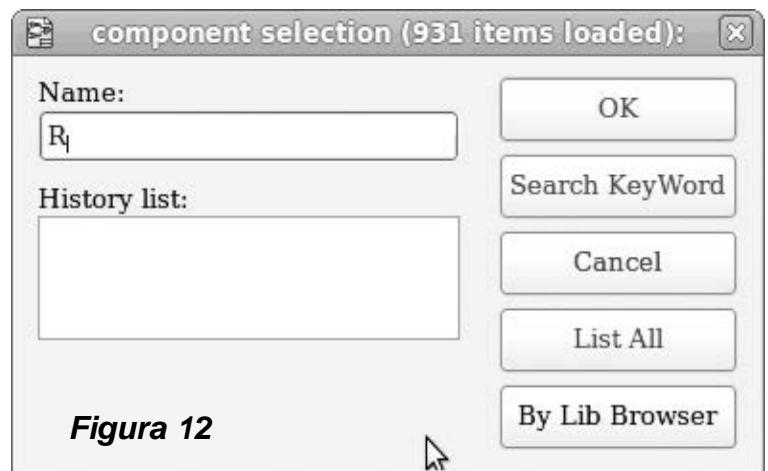 component selection (931 items loaded):
Name:
R
History list:
OK
Search KeyWord
Cancel
List All
By Lib Browser
Figura 12